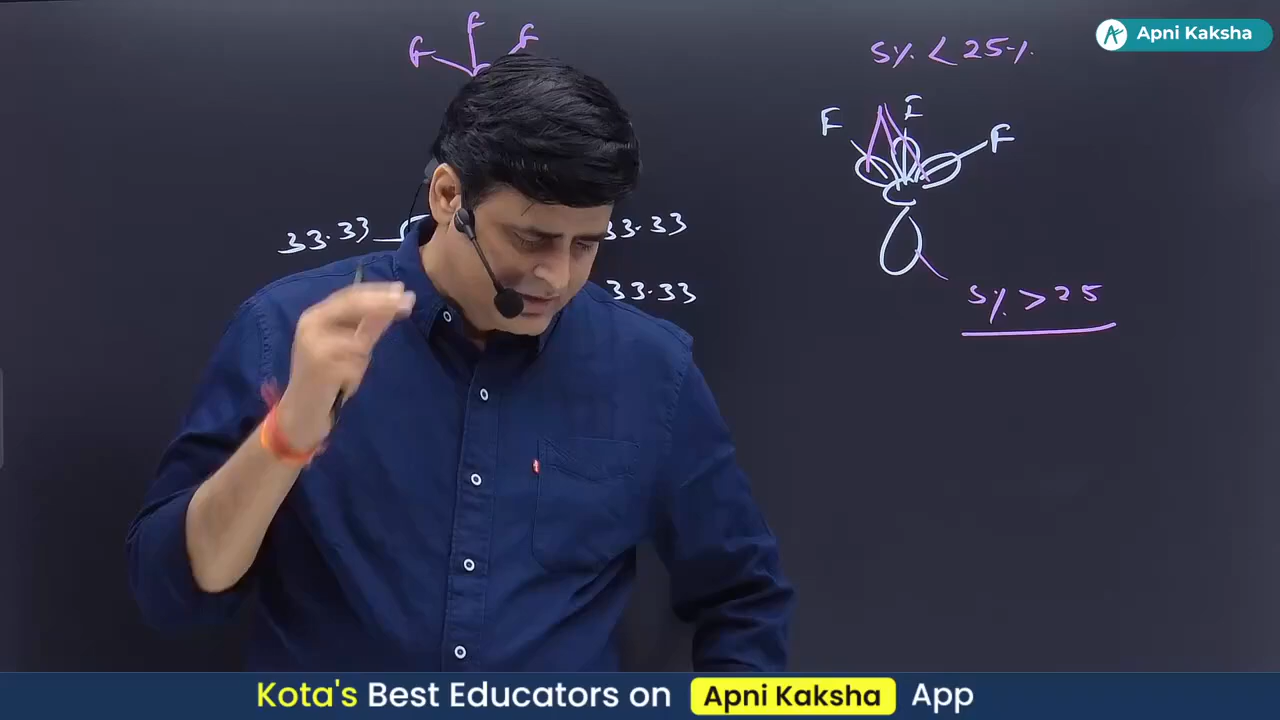 Apni Kaksha
F
F F
S% < 25%
F F F
C
33.33 33.33
33.33
S% > 25
Kota's Best Educators on Apni Kaksha App